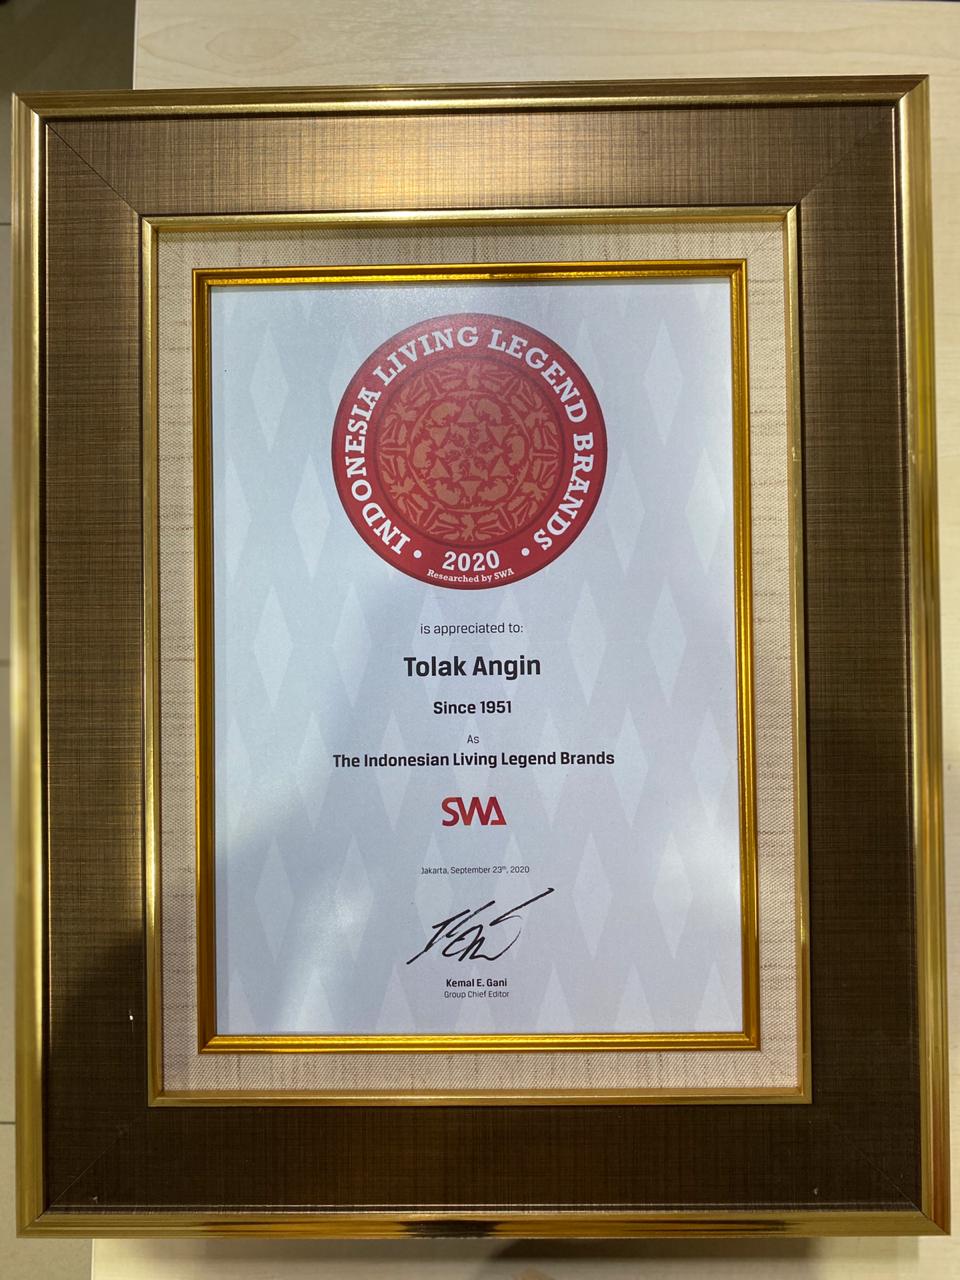 INDONESIA LIVING LEGEND BRANDS
• 2020 •
Researched by SWA
is appreciated to:
Tolak Angin
Since 1951
As
The Indonesian Living Legend Brands
SWA
Jakarta, September 23th, 2020
Kemal E. Gani
Group Chief Editor